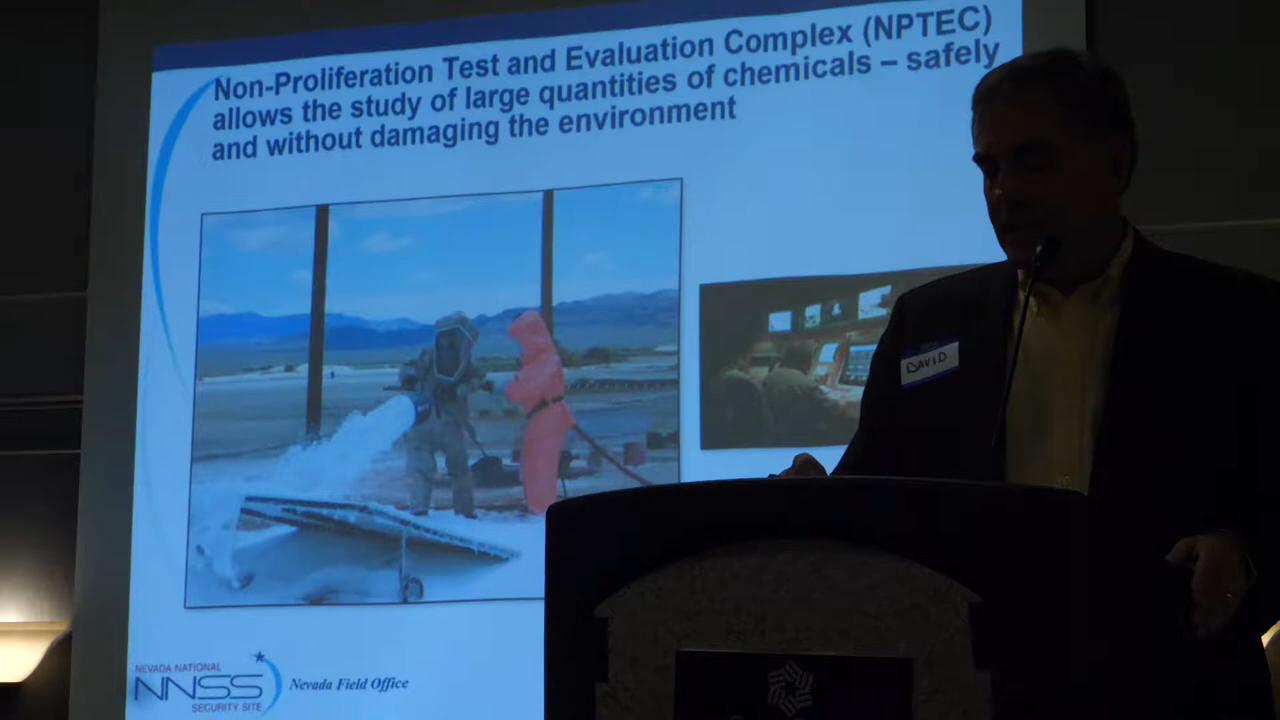 Non-Proliferation Test and Evaluation Complex (NPTEC)
allows the study of large quantities of chemicals – safely
and without damaging the environment
DAVID
NEVADA NATIONAL
NNSS
SECURITY SITE
Nevada Field Office